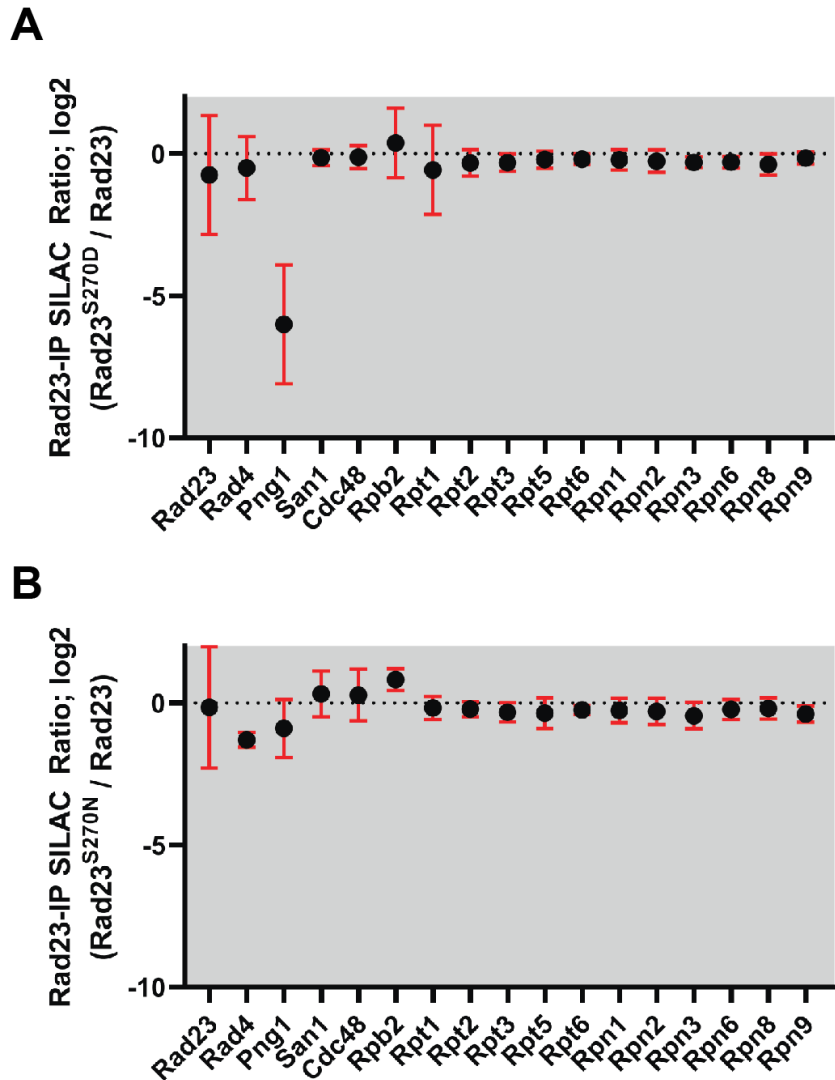 A
Rad23-IP SILAC Ratio; log2
(Rad23S270D / Rad23)
0
-5
-10
Rad23
Rad4
Png1
San1
Cdc48
Rpb2
Rpt1
Rpt2
Rpt3
Rpt5
Rpt6
Rpn1
Rpn2
Rpn3
Rpn6
Rpn8
Rpn9
B
Rad23-IP SILAC Ratio; log2
(Rad23S270N / Rad23)
0
-5
-10
Rad23
Rad4
Png1
San1
Cdc48
Rpb2
Rpt1
Rpt2
Rpt3
Rpt5
Rpt6
Rpn1
Rpn2
Rpn3
Rpn6
Rpn8
Rpn9